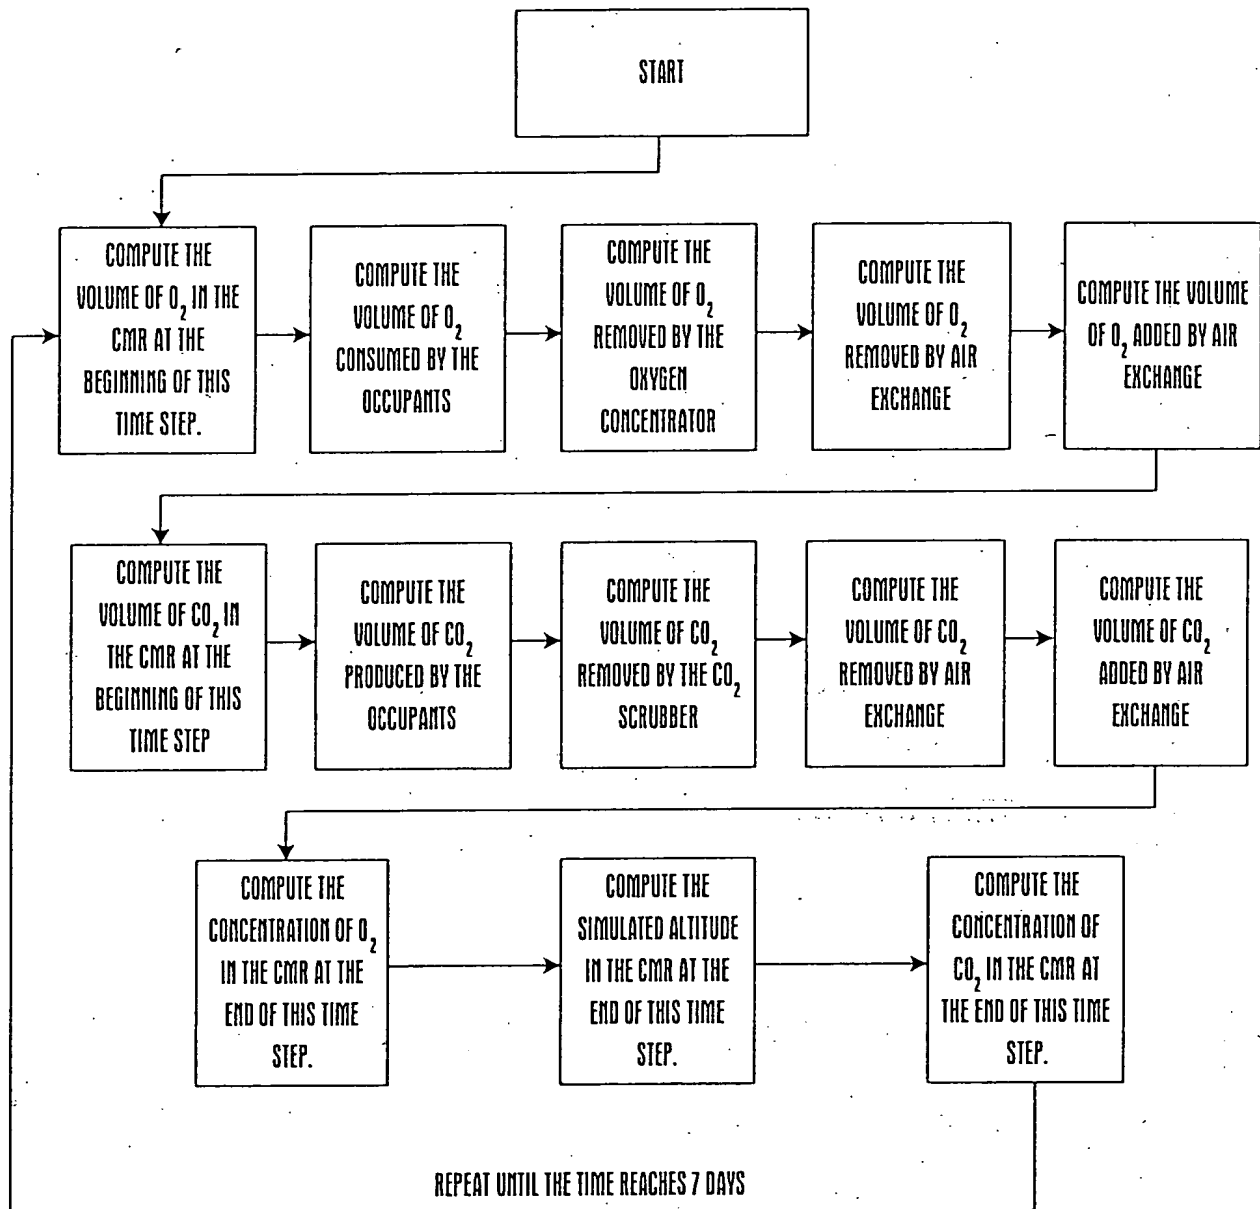 START
COMPUTE THE
VOLUME OF O₂ IN THE
CMR AT THE
BEGINNING OF THIS
TIME STEP.
COMPUTE THE
VOLUME OF O₂
CONSUMED BY THE
OCCUPANTS
COMPUTE THE
VOLUME OF O₂
REMOVED BY THE
OXYGEN
CONCENTRATOR
COMPUTE THE
VOLUME OF O₂
REMOVED BY AIR
EXCHANGE
COMPUTE THE VOLUME
OF O₂ ADDED BY AIR
EXCHANGE
COMPUTE THE
VOLUME OF CO₂ IN
THE CMR AT THE
BEGINNING OF THIS
TIME STEP
COMPUTE THE
VOLUME OF CO₂
PRODUCED BY THE
OCCUPANTS
COMPUTE THE
VOLUME OF CO₂
REMOVED BY THE CO₂
SCRUBBER
COMPUTE THE
VOLUME OF CO₂
REMOVED BY AIR
EXCHANGE
COMPUTE THE
VOLUME OF CO₂
ADDED BY AIR
EXCHANGE
COMPUTE THE
CONCENTRATION OF O₂
IN THE CMR AT THE
END OF THIS TIME
STEP.
COMPUTE THE
SIMULATED ALTITUDE
IN THE CMR AT THE
END OF THIS TIME
STEP.
COMPUTE THE
CONCENTRATION OF
CO₂ IN THE CMR AT
THE END OF THIS TIME
STEP.
REPEAT UNTIL THE TIME REACHES 7 DAYS